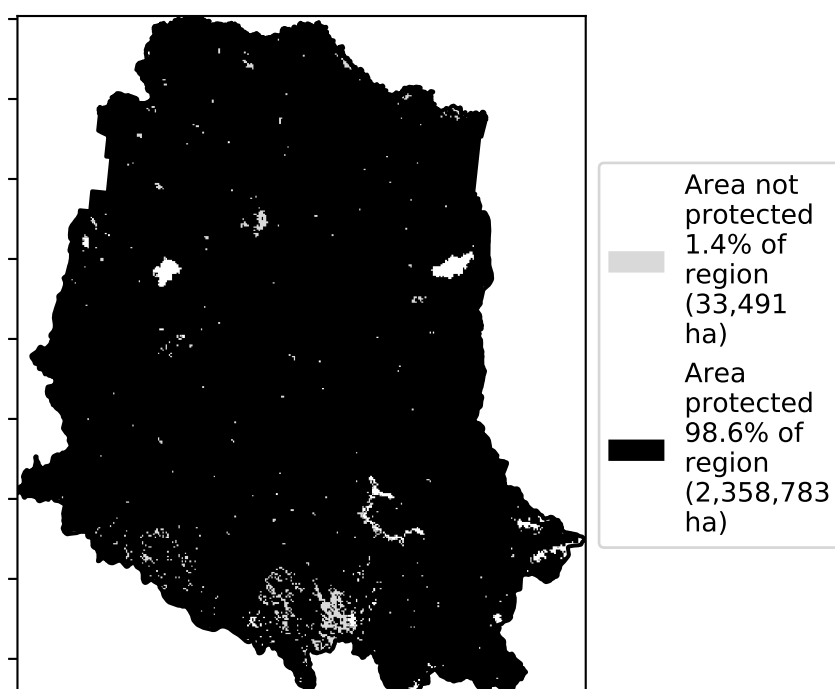 Area not
protected
1.4% of
region
(33,491
ha)
Area
protected
98.6% of
region
(2,358,783
ha)